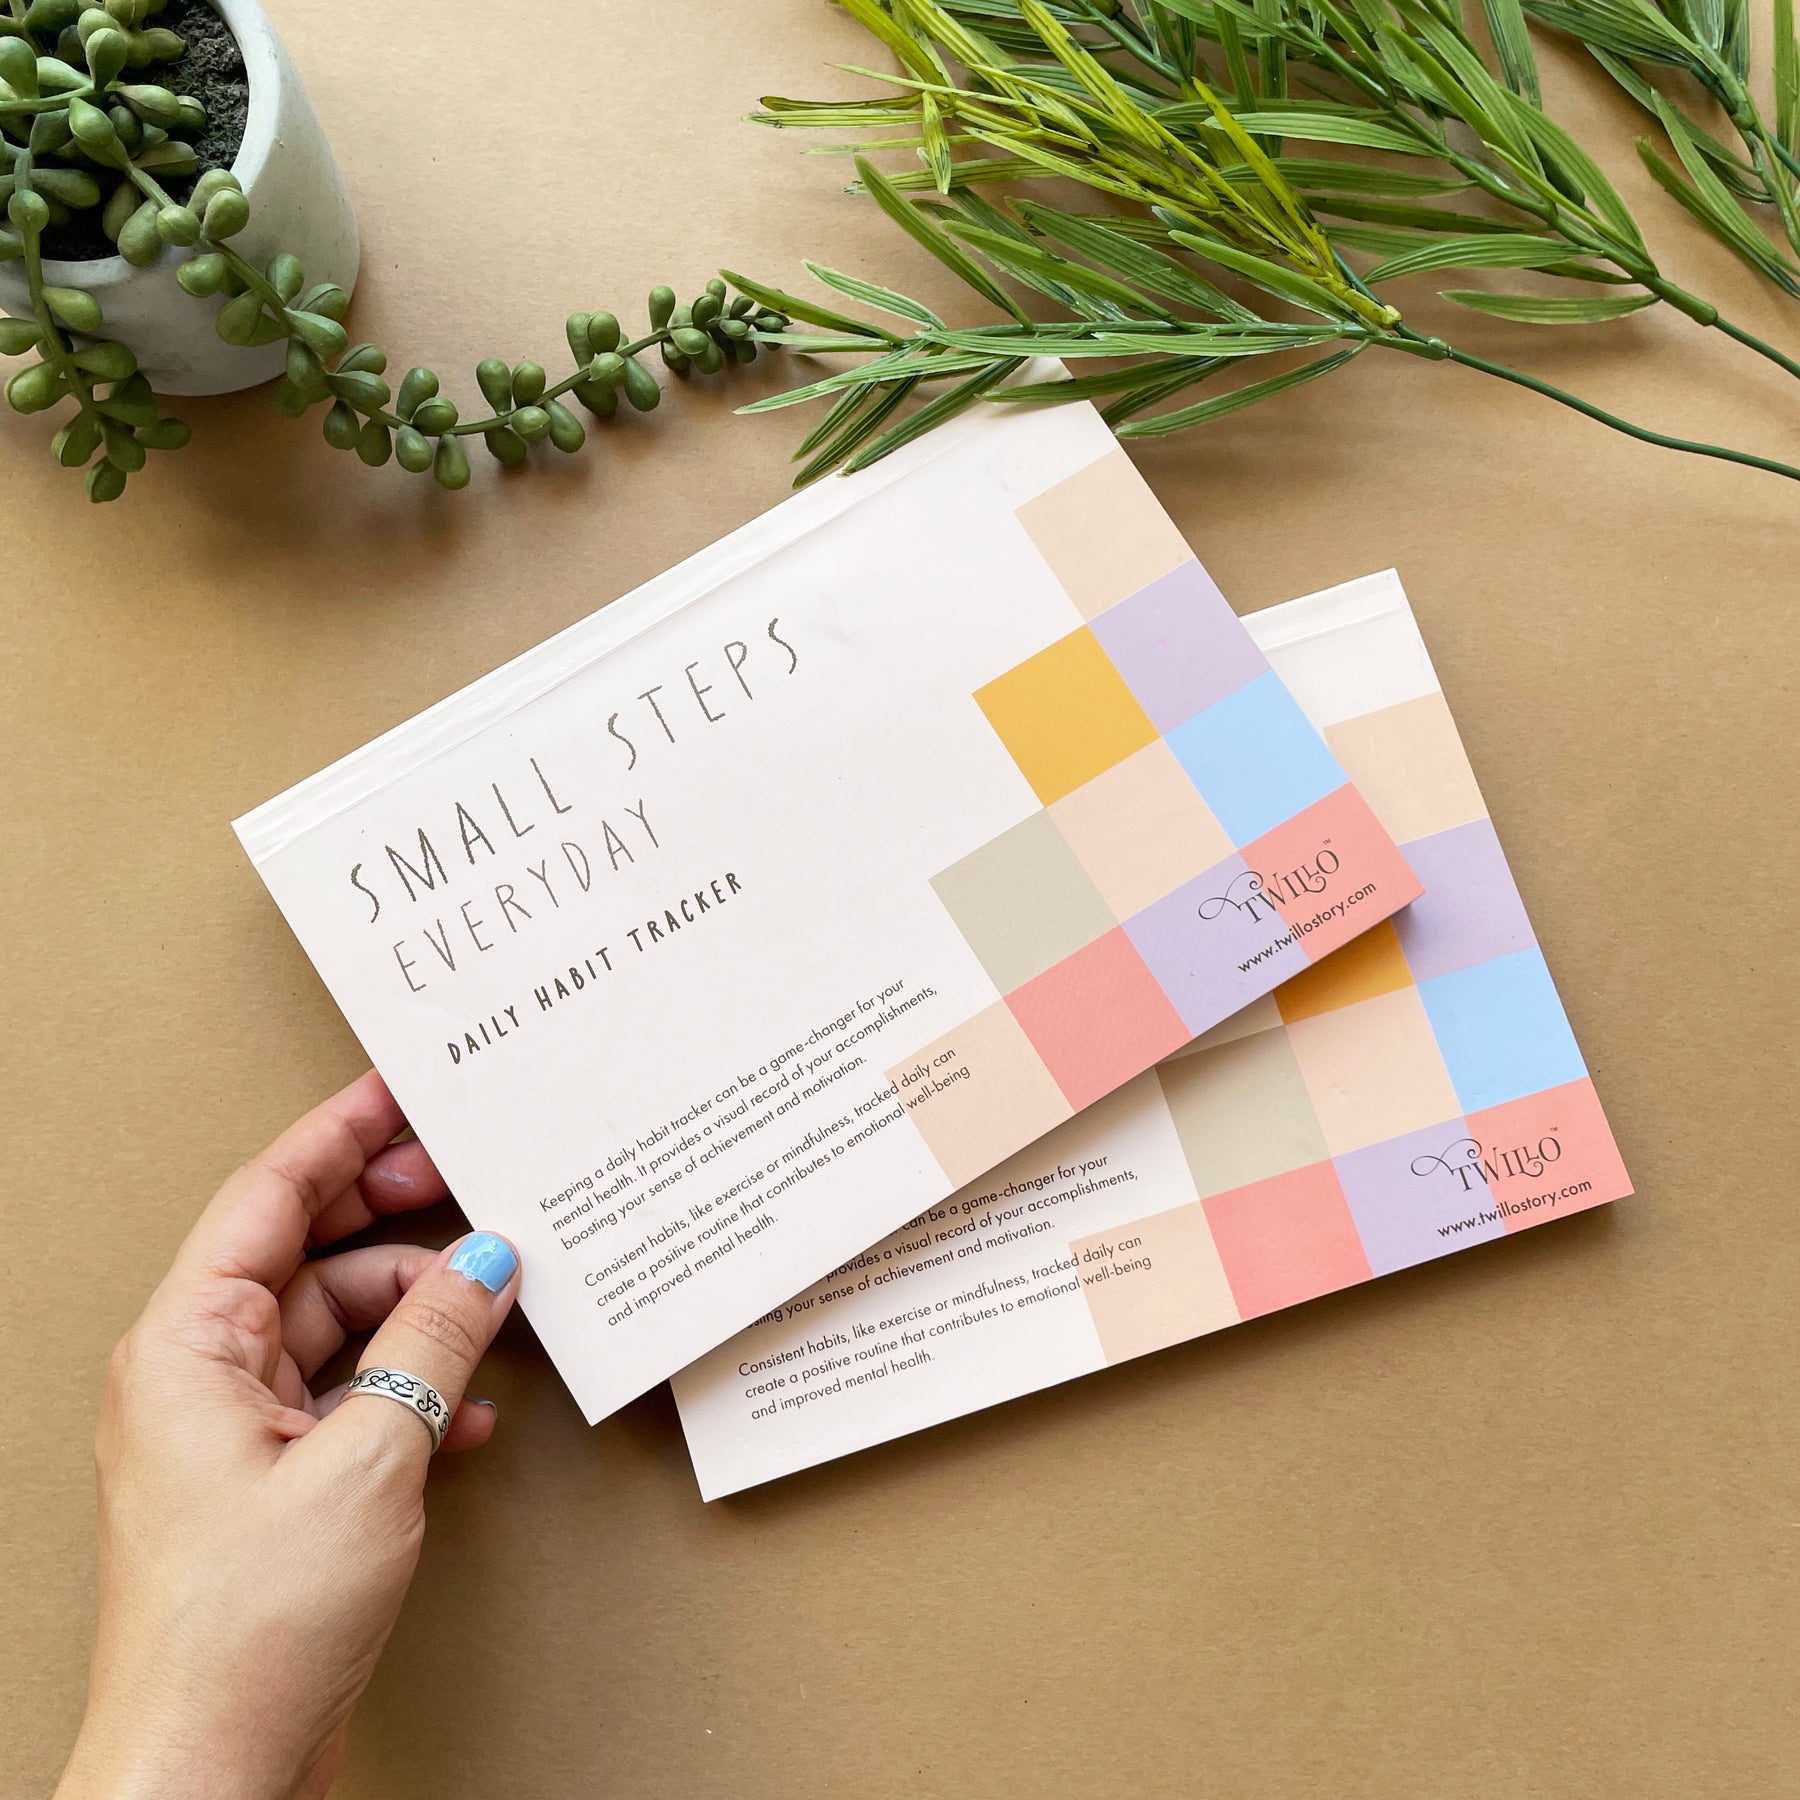 SMALL STEPS
EVERYDAY
DAILY HABIT TRACKER
Keeping a daily habit tracker can be a game-changer for your
mental health. It provides a visual record of your accomplishments,
boosting your sense of achievement and motivation.
Consistent habits, like exercise or mindfulness, tracked daily can
create a positive routine that contributes to emotional well-being
and improved mental health.
TWILLO™
www.twillostory.com
can be a game-changer for your
provides a visual record of your accomplishments,
your sense of achievement and motivation.
Consistent habits, like exercise or mindfulness, tracked daily can
create a positive routine that contributes to emotional well-being
and improved mental health.
TWILLO™
www.twillostory.com